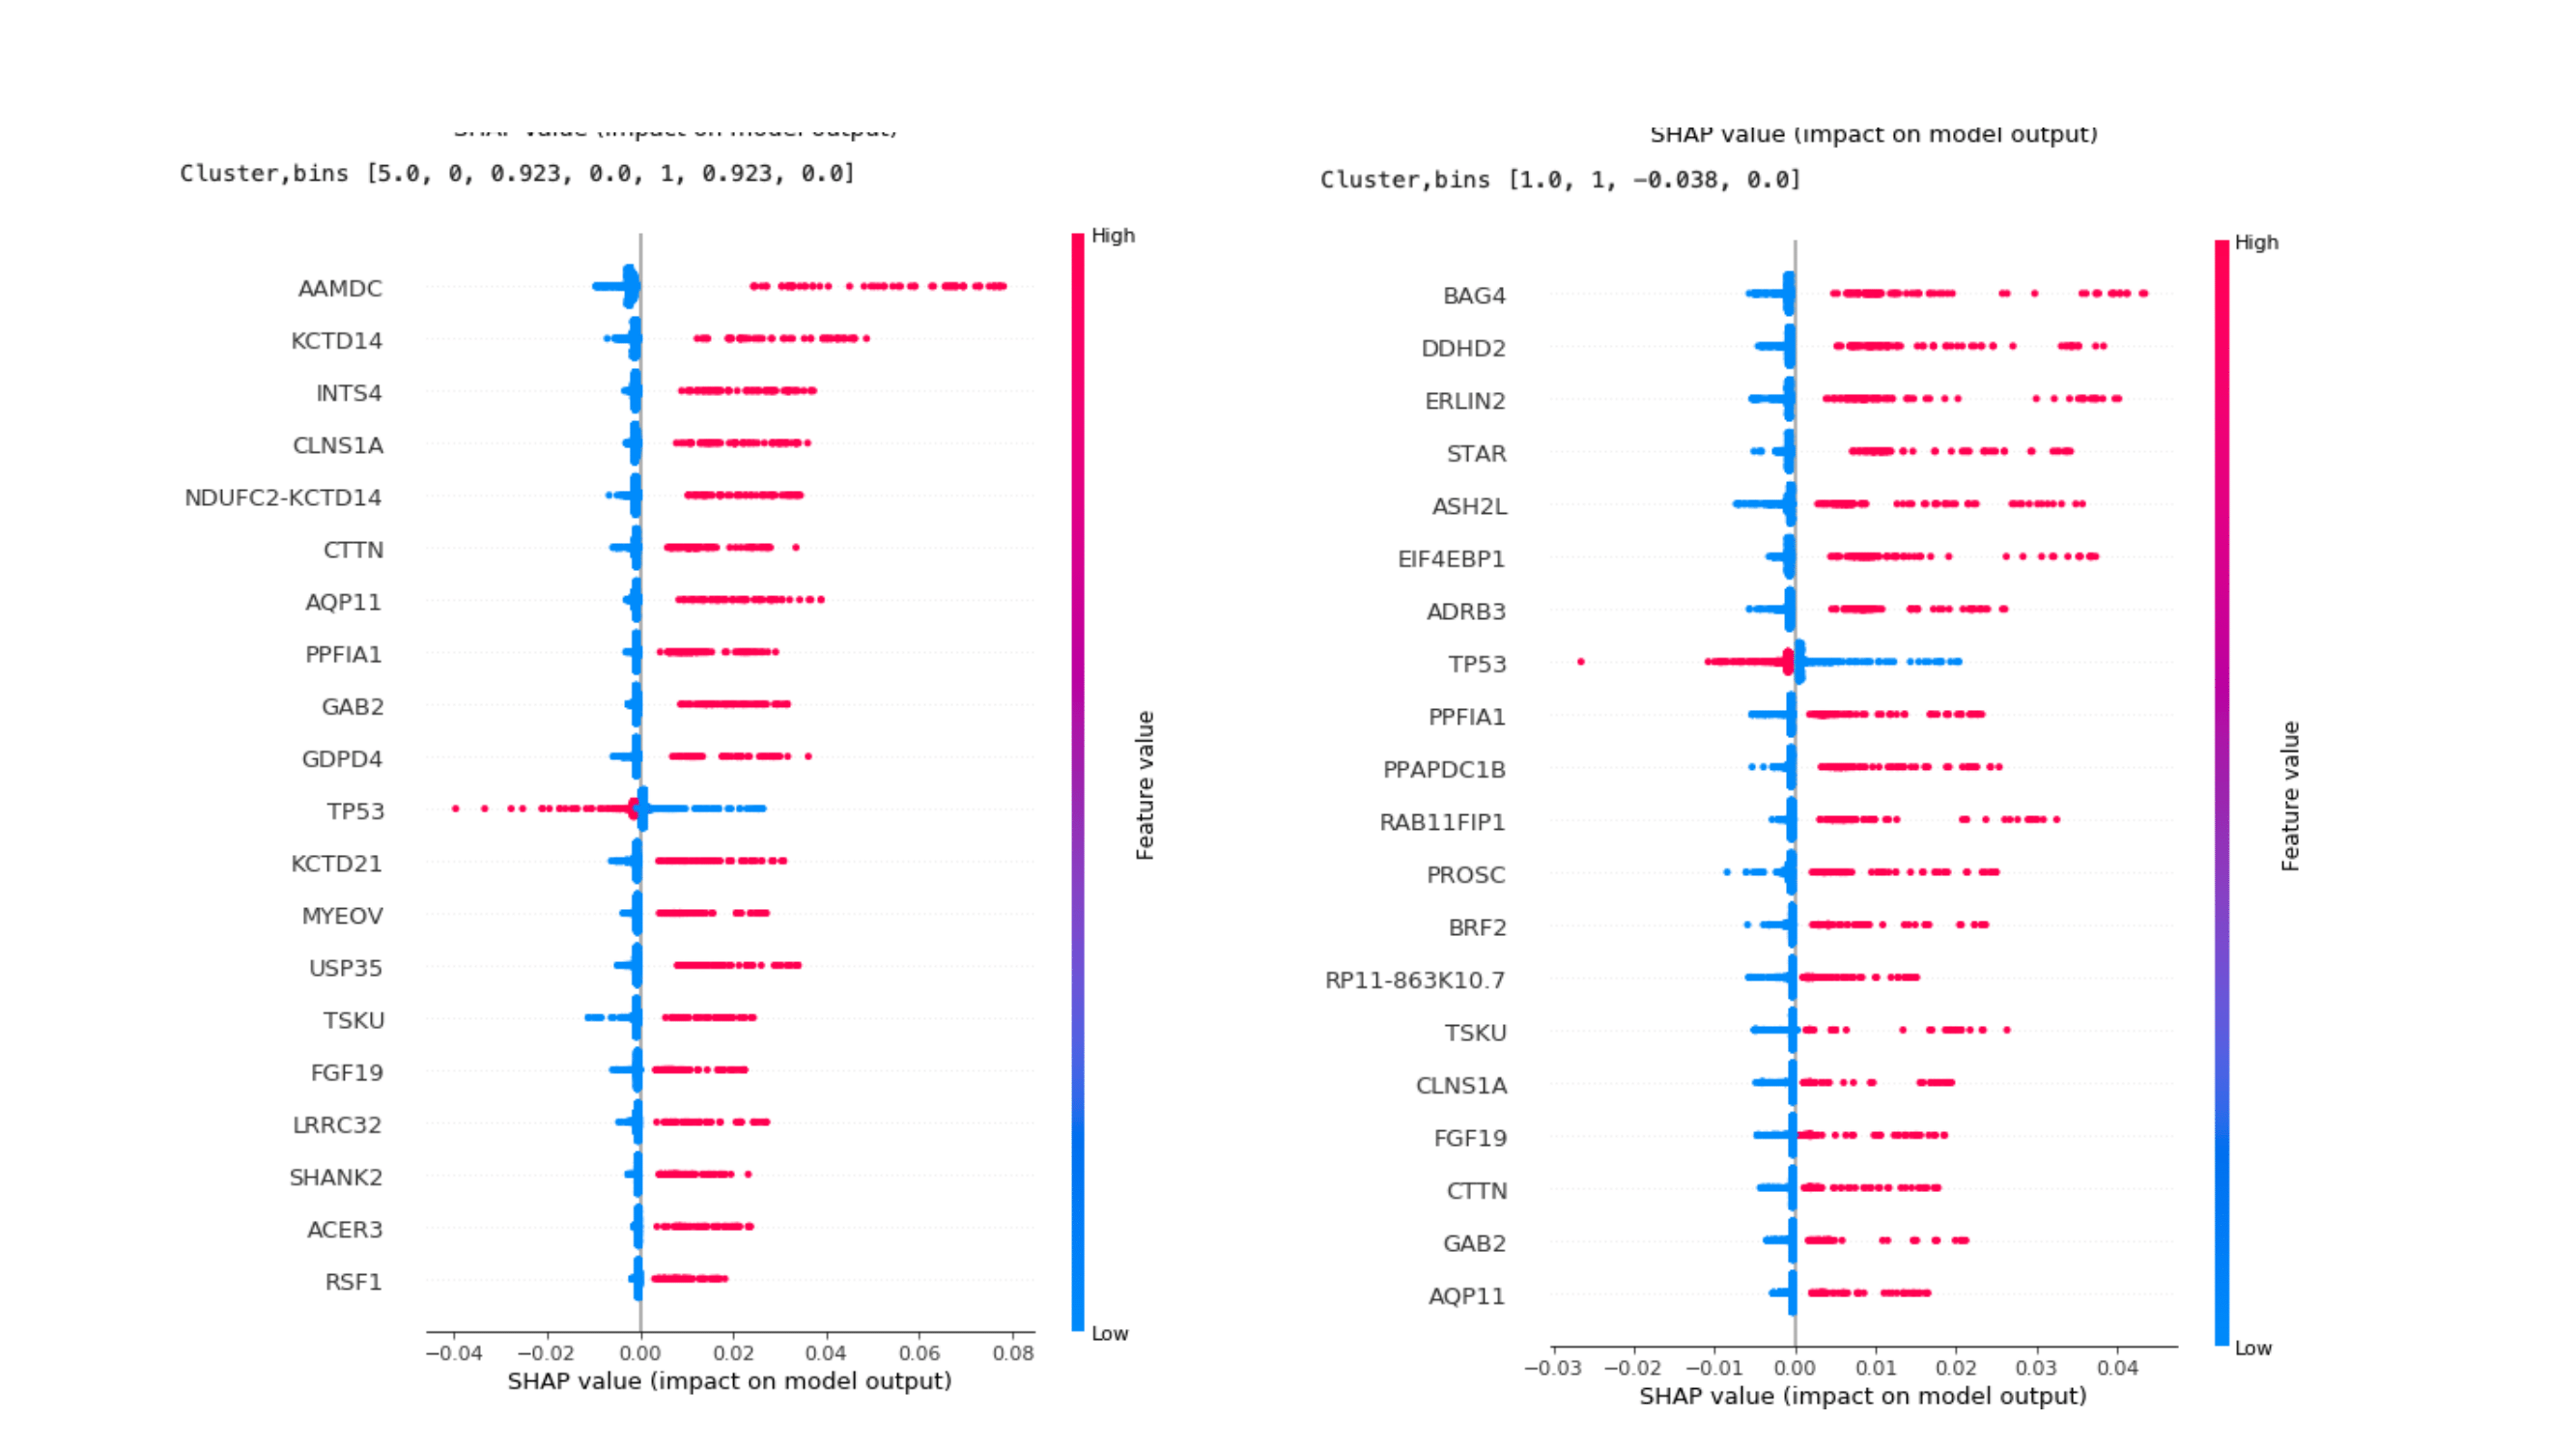 SHAP value (impact on model output)
Cluster,bins [5.0, 0, 0.923, 0.0, 1, 0.923, 0.0]
High
AAMDC
KCTD14
INTS4
CLNS1A
NDUFC2-KCTD14
CTTN
AQP11
PPFIA1
GAB2
GDPD4
TP53
KCTD21
MYEOV
USP35
TSKU
FGF19
LRRC32
SHANK2
ACER3
RSF1
Feature value
Low
−0.04 −0.02 0.00 0.02 0.04 0.06 0.08
SHAP value (impact on model output)
SHAP value (impact on model output)
Cluster,bins [1.0, 1, −0.038, 0.0]
High
BAG4
DDHD2
ERLIN2
STAR
ASH2L
EIF4EBP1
ADRB3
TP53
PPFIA1
PPAPDC1B
RAB11FIP1
PROSC
BRF2
RP11-863K10.7
TSKU
CLNS1A
FGF19
CTTN
GAB2
AQP11
Feature value
Low
−0.03 −0.02 −0.01 0.00 0.01 0.02 0.03 0.04
SHAP value (impact on model output)